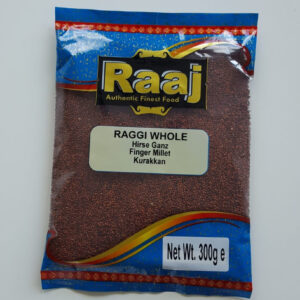 Raaj
Authentic Finest Food
RAGGI WHOLE
Hirse Ganz
Finger Millet
Kurakkan
Net Wt. 300g e